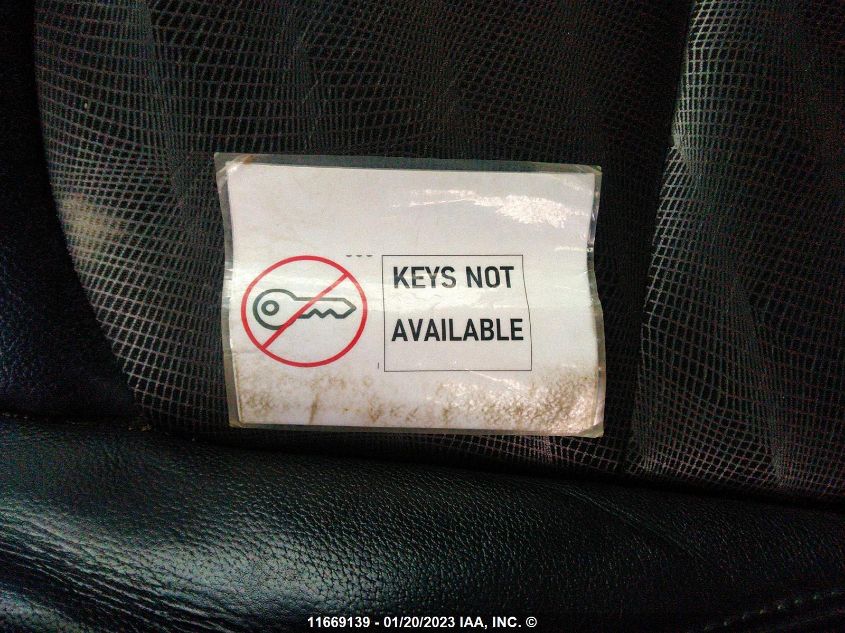 KEYS NOT
AVAILABLE
11669139 - 01/20/2023 IAA, INC. ©